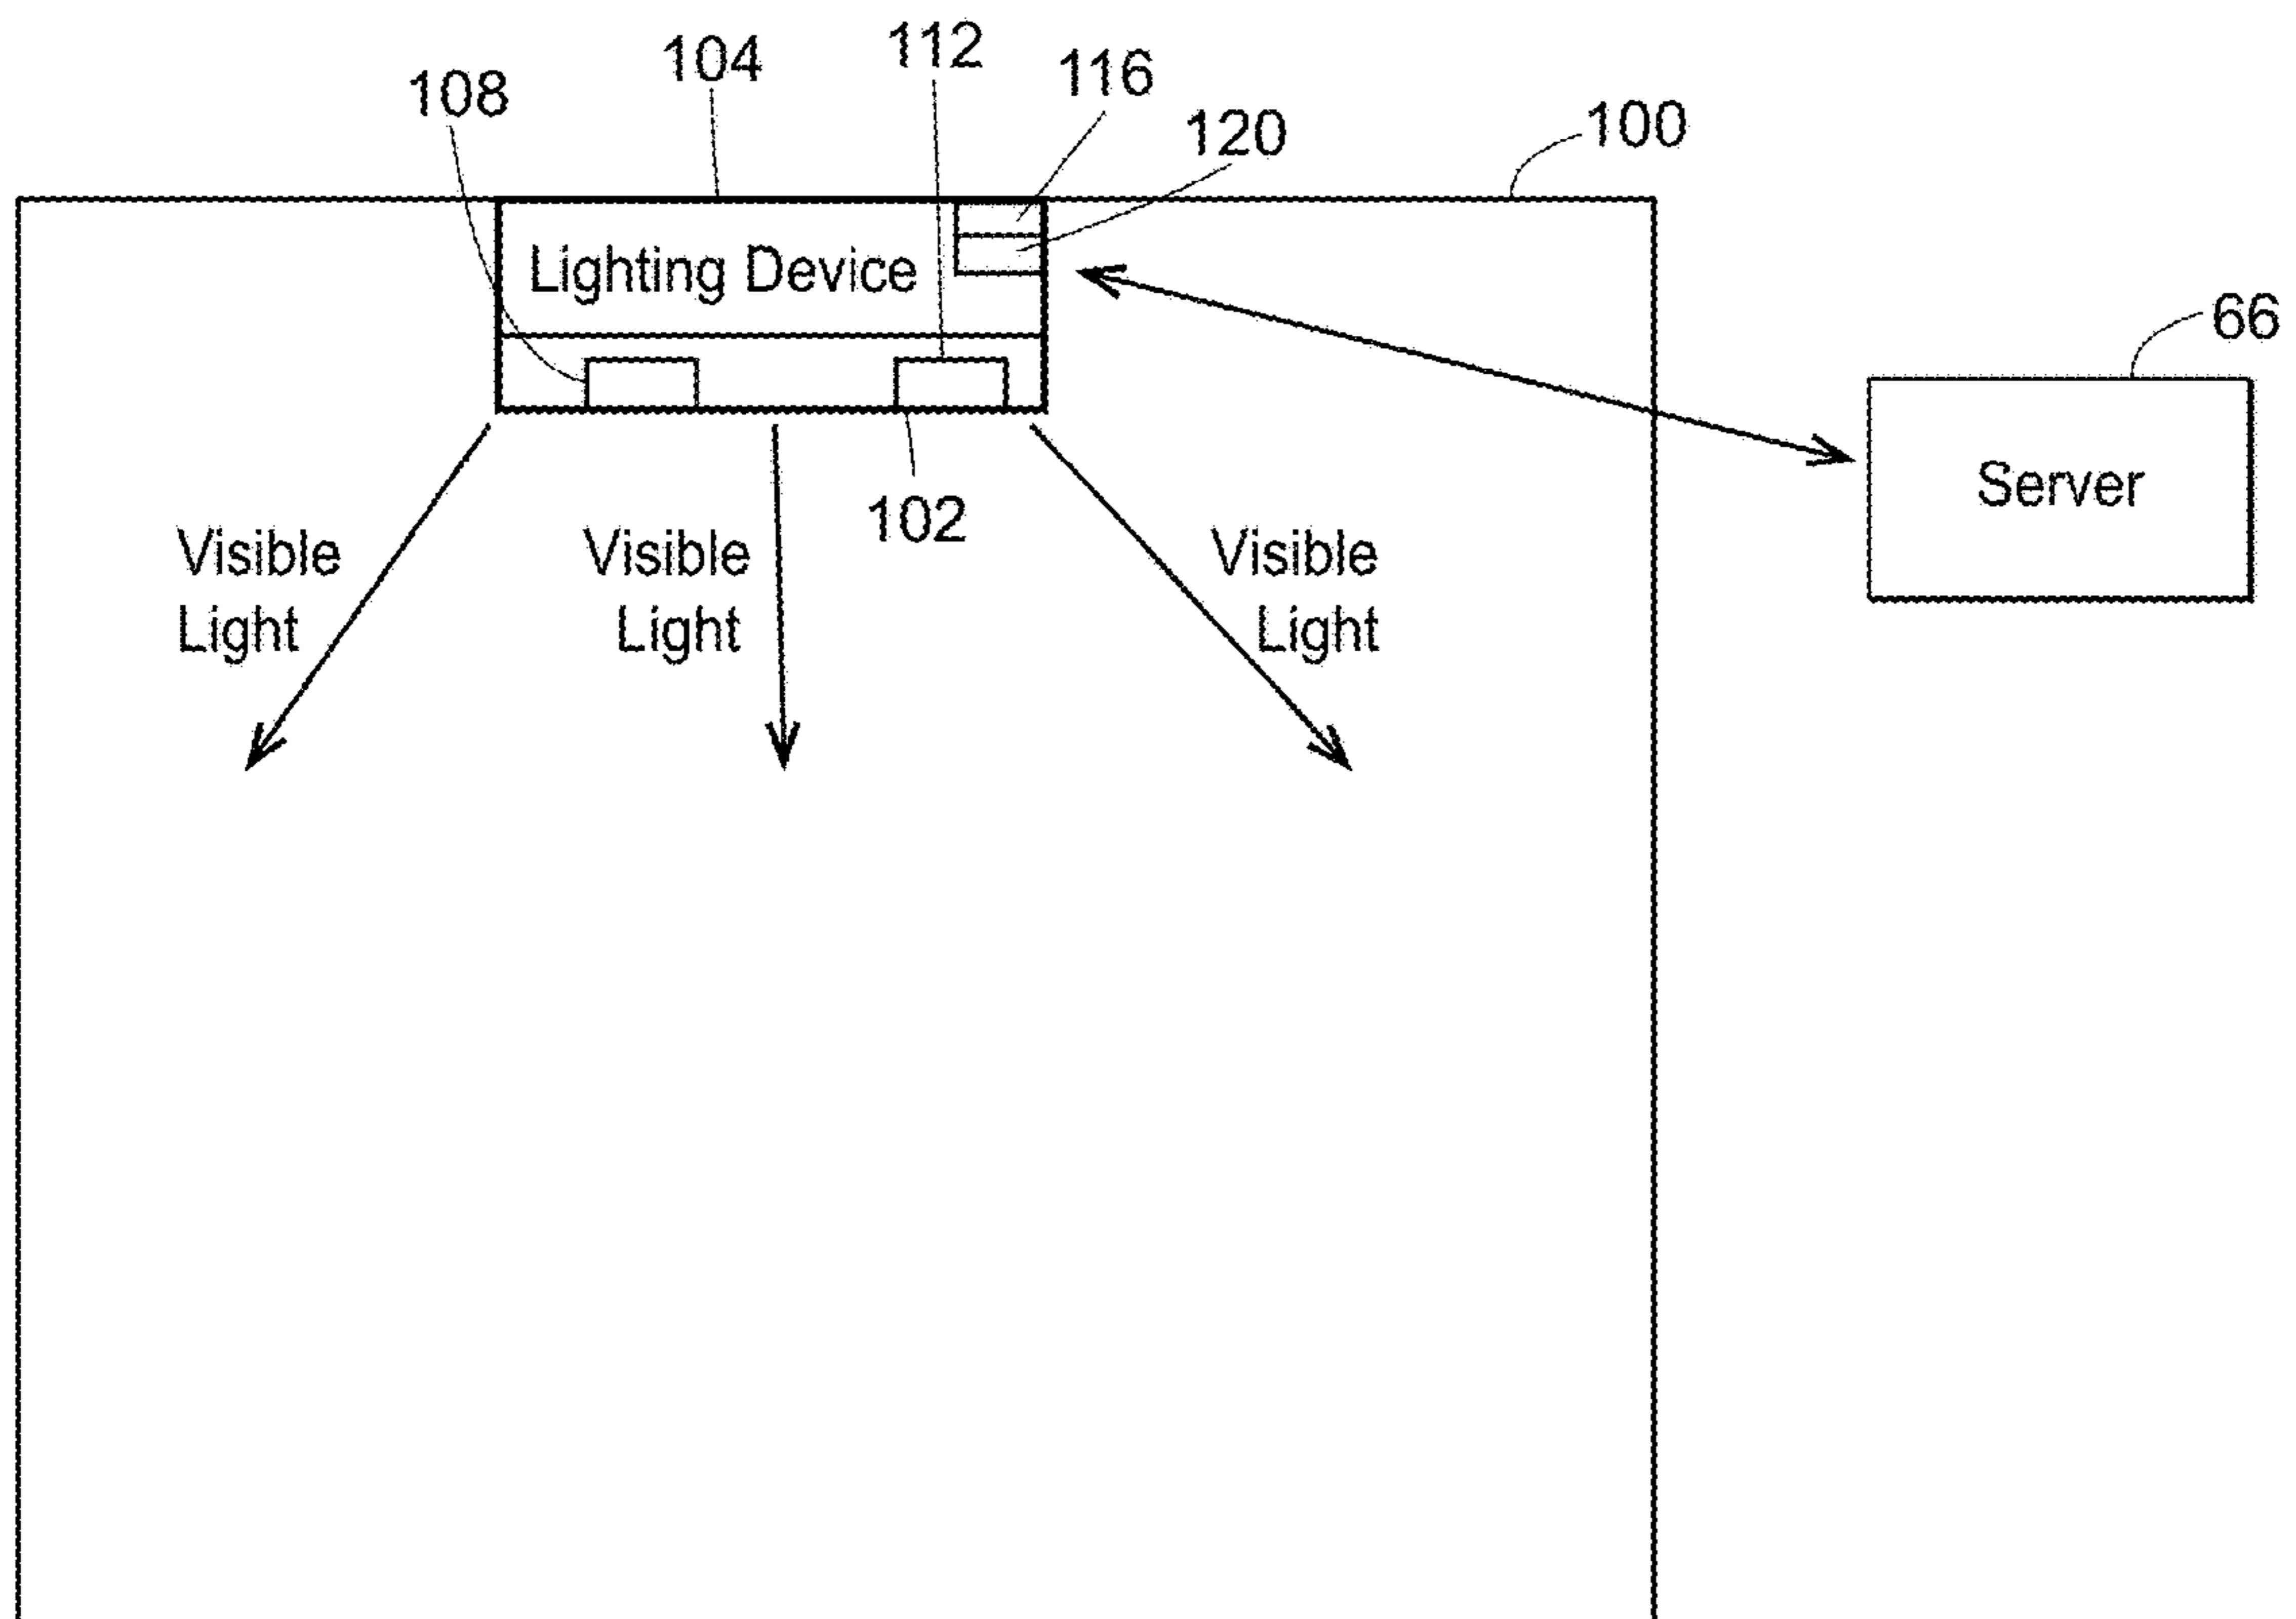 112
104
116
108
120
100
Lighting Device
66
Server
102
Visible
Light
Visible
Light
Visible
Light